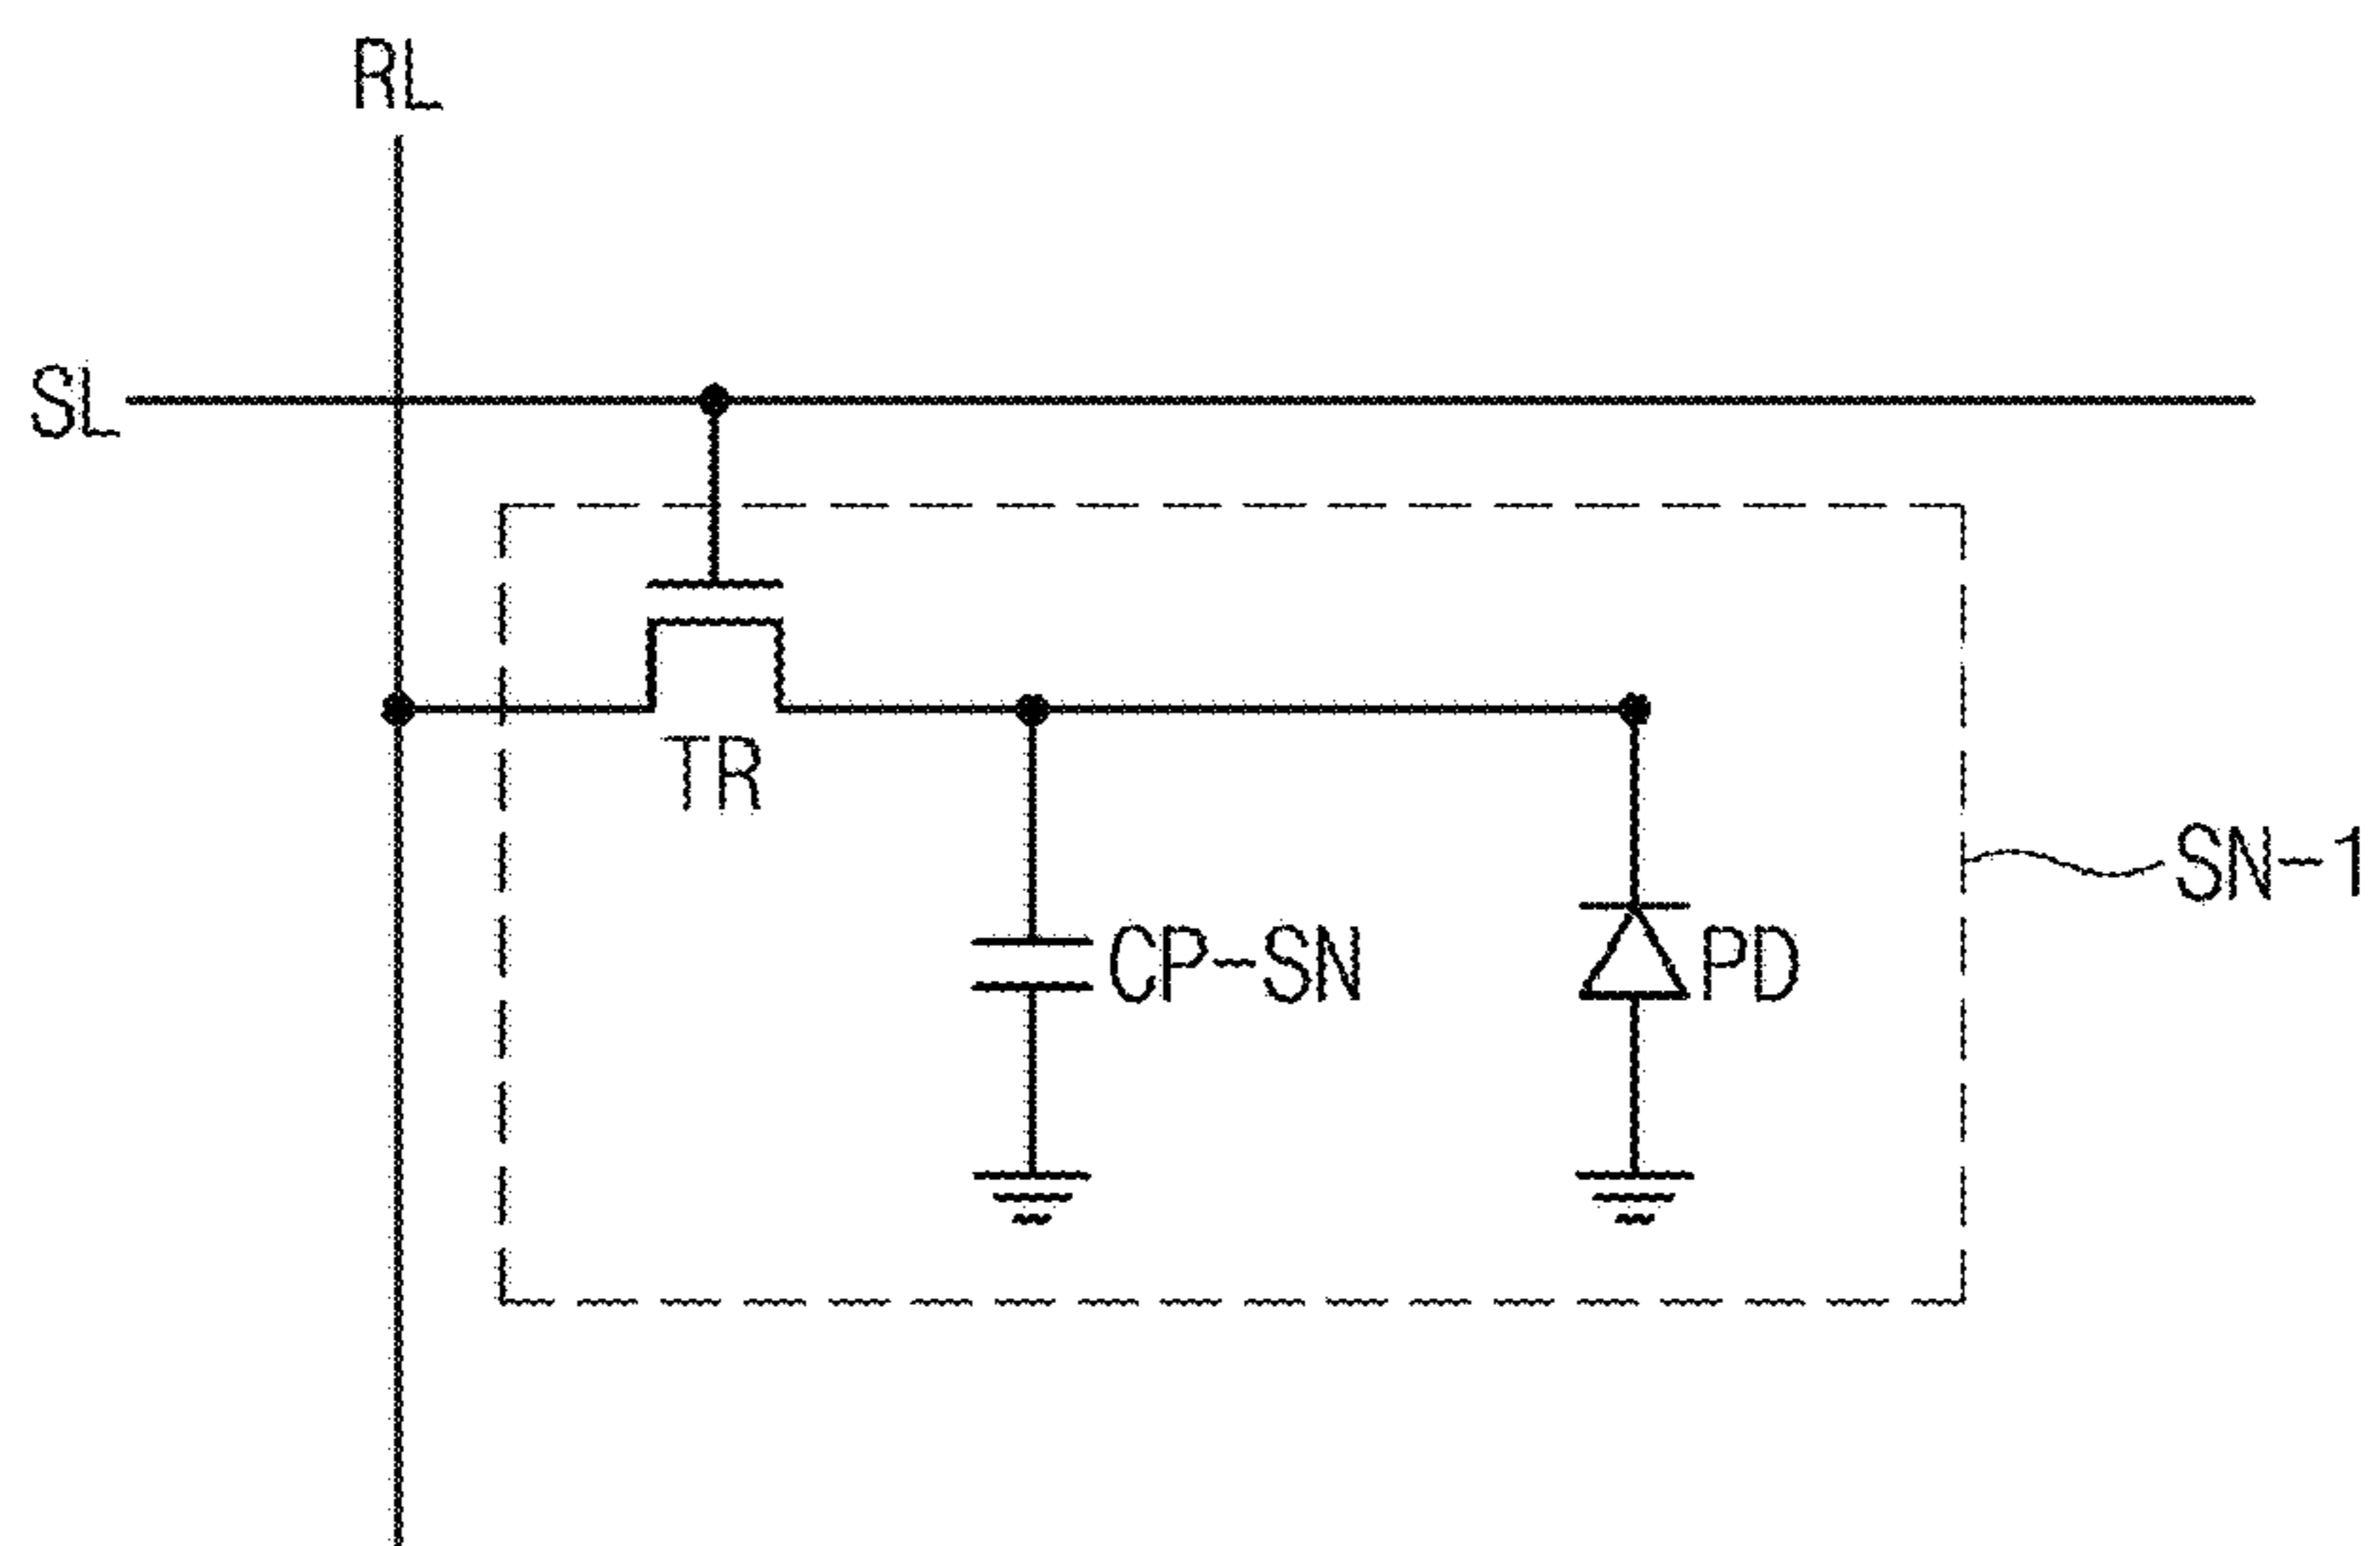 RL
SL
TR
SN-1
CP-SN
PD